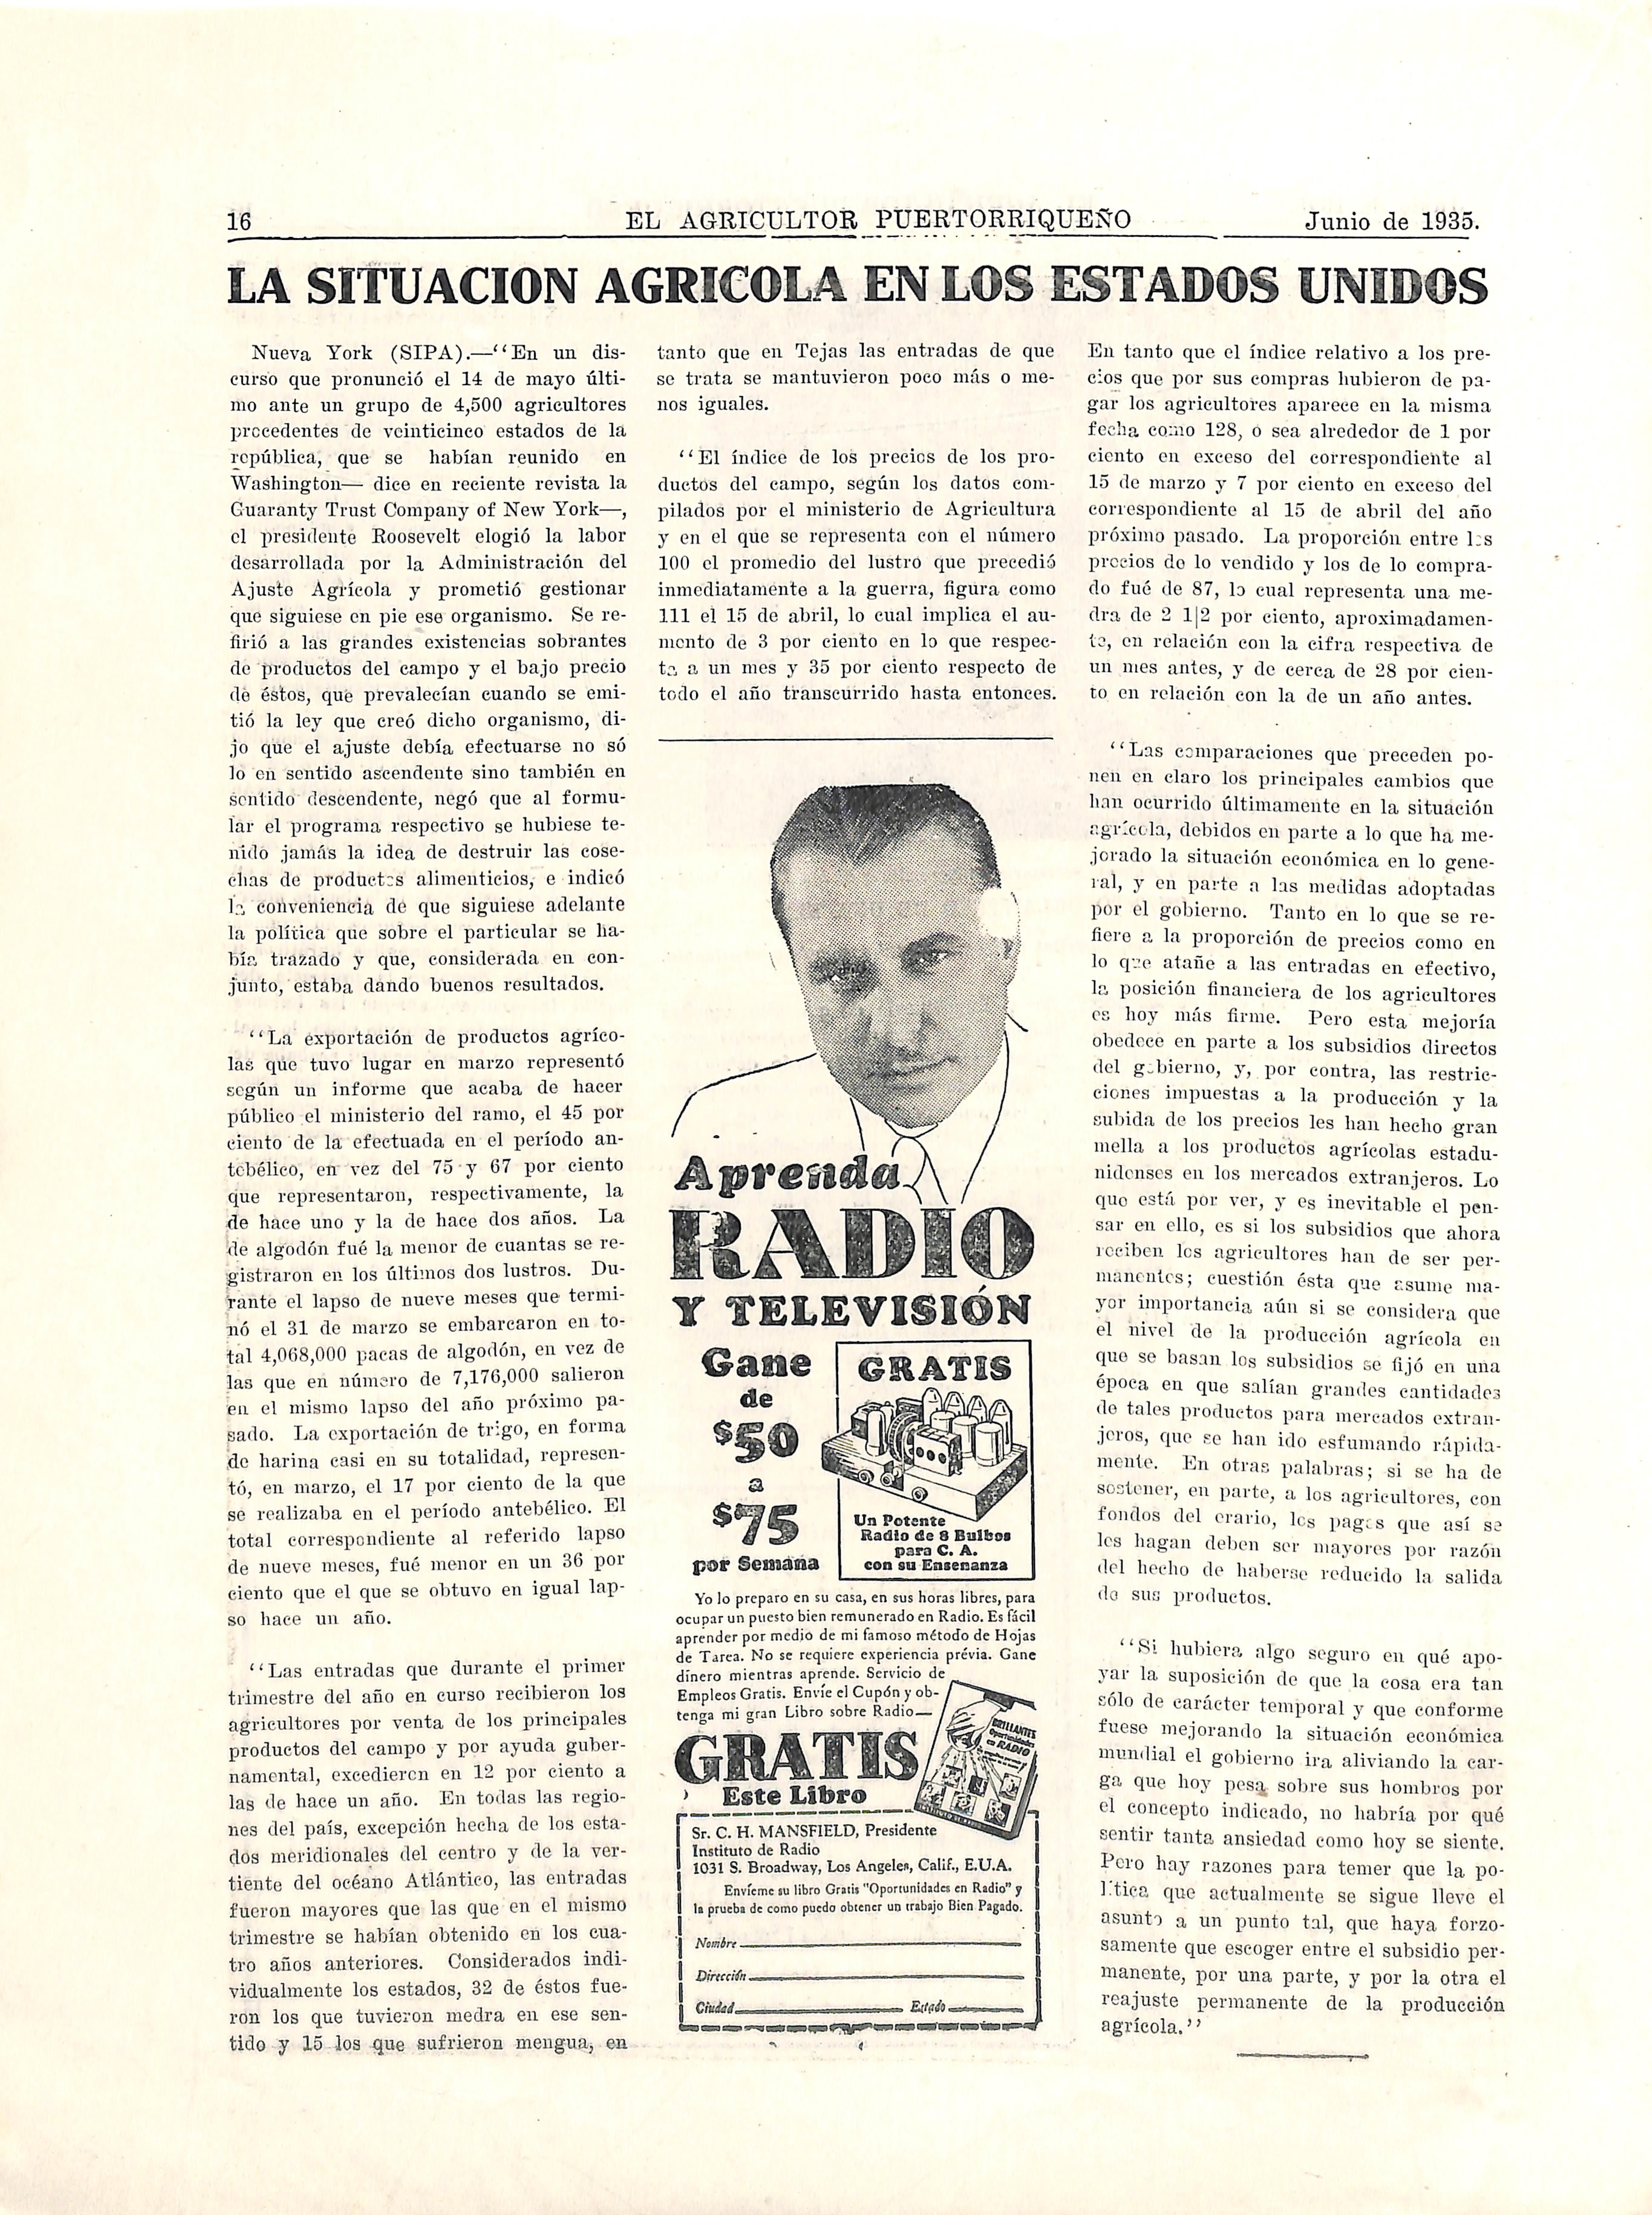 16
EL AGRICULTOR PUERTORRIQUEÑO
Junio de 1935.
LA SITUACION AGRICOLA EN LOS ESTADOS UNIDOS
Nueva York (SIPA).—“En un dis-
curso que pronunció el 14 de mayo últi-
mo ante un grupo de 4,500 agricultores
procedentes de veinticinco estados de la
república, que se habían reunido en
Washington— dice en reciente revista la
Guaranty Trust Company of New York—,
el presidente Roosevelt elogió la labor
desarrollada por la Administración del
Ajuste Agrícola y prometió gestionar
que siguiese en pie ese organismo. Se re-
firió a las grandes existencias sobrantes
de productos del campo y el bajo precio
de éstos, que prevalecían cuando se emi-
tió la ley que creó dicho organismo, di-
jo que el ajuste debía efectuarse no só
lo en sentido ascendente sino también en
sentido descendente, negó que al formu-
lar el programa respectivo se hubiese te-
nido jamás la idea de destruir las cose-
chas de productos alimenticios, e indicó
la conveniencia de que siguiese adelante
la política que sobre el particular se ha-
bía trazado y que, considerada en con-
junto, estaba dando buenos resultados.
“La exportación de productos agríco-
las que tuvo lugar en marzo representó
según un informe que acaba de hacer
público el ministerio del ramo, el 45 por
ciento de la efectuada en el período an-
tebélico, en vez del 75 y 67 por ciento
que representaron, respectivamente, la
de hace uno y la de hace dos años. La
de algodón fué la menor de cuantas se re-
gistraron en los últimos dos lustros. Du-
rante el lapso de nueve meses que termi-
nó el 31 de marzo se embarcaron en to-
tal 4,068,000 pacas de algodón, en vez de
las que en número de 7,176,000 salieron
en el mismo lapso del año próximo pa-
sado. La exportación de trigo, en forma
de harina casi en su totalidad, represen-
tó, en marzo, el 17 por ciento de la que
se realizaba en el período antebélico. El
total correspondiente al referido lapso
de nueve meses, fué menor en un 36 por
ciento que el que se obtuvo en igual lap-
so hace un año.
“Las entradas que durante el primer
trimestre del año en curso recibieron los
agricultores por venta de los principales
productos del campo y por ayuda guber-
namental, excedieron en 12 por ciento a
las de hace un año. En todas las regio-
nes del país, excepción hecha de los esta-
dos meridionales del centro y de la ver-
tiente del océano Atlántico, las entradas
fueron mayores que las que en el mismo
trimestre se habían obtenido en los cua-
tro años anteriores. Considerados indi-
vidualmente los estados, 32 de éstos fue-
ron los que tuvieron medra en ese sen-
tido y 15 los que sufrieron mengua, en
tanto que en Tejas las entradas de que
se trata se mantuvieron poco más o me-
nos iguales.
“El índice de los precios de los pro-
ductos del campo, según los datos com-
pilados por el ministerio de Agricultura
y en el que se representa con el número
100 el promedio del lustro que precedió
inmediatamente a la guerra, figura como
111 el 15 de abril, lo cual implica el au-
mento de 3 por ciento en lo que respec-
ta a un mes y 35 por ciento respecto de
todo el año transcurrido hasta entonces.
Aprenda
RADIO
Y TELEVISIÓN
Gane
de
$50
a
$75
por Semana
GRATIS
Un Potente
Radio de 8 Bulbos
para C. A.
con su Ensenanza
Yo lo preparo en su casa, en sus horas libres, para
ocupar un puesto bien remunerado en Radio. Es fácil
aprender por medio de mi famoso método de Hojas
de Tarea. No se requiere experiencia prévia. Gane
dinero mientras aprende. Servicio de
Empleos Gratis. Envíe el Cupón y ob-
tenga mi gran Libro sobre Radio—
GRATIS
Este Libro
BRILLANTES
Oportunidades
en RADIO
Sr. C. H. MANSFIELD, Presidente
Instituto de Radio
1031 S. Broadway, Los Angeles, Calif., E.U.A.
Envíeme su libro Gratis "Oportunidades en Radio" y
la prueba de como puedo obtener un trabajo Bien Pagado.
Nombre
Dirección
Ciudad Estado
En tanto que el índice relativo a los pre-
cios que por sus compras hubieron de pa-
gar los agricultores aparece en la misma
fecha como 128, o sea alrededor de 1 por
ciento en exceso del correspondiente al
15 de marzo y 7 por ciento en exceso del
correspondiente al 15 de abril del año
próximo pasado. La proporción entre los
precios de lo vendido y los de lo compra-
do fué de 87, lo cual representa una me-
dra de 2 1|2 por ciento, aproximadamen-
te, en relación con la cifra respectiva de
un mes antes, y de cerca de 28 por cien-
to en relación con la de un año antes.
“Las comparaciones que preceden po-
nen en claro los principales cambios que
han ocurrido últimamente en la situación
agrícola, debidos en parte a lo que ha me-
jorado la situación económica en lo gene-
ral, y en parte a las medidas adoptadas
por el gobierno. Tanto en lo que se re-
fiere a la proporción de precios como en
lo que atañe a las entradas en efectivo,
la posición financiera de los agricultores
es hoy más firme. Pero esta mejoría
obedece en parte a los subsidios directos
del gobierno, y, por contra, las restric-
ciones impuestas a la producción y la
subida de los precios les han hecho gran
mella a los productos agrícolas estadu-
nidenses en los mercados extranjeros. Lo
que está por ver, y es inevitable el pen-
sar en ello, es si los subsidios que ahora
reciben los agricultores han de ser per-
manentes; cuestión ésta que asume ma-
yor importancia aún si se considera que
el nivel de la producción agrícola en
que se basan los subsidios se fijó en una
época en que salían grandes cantidades
de tales productos para mercados extran-
jeros, que se han ido esfumando rápida-
mente. En otras palabras; si se ha de
sostener, en parte, a los agricultores, con
fondos del erario, los pagos que así se
les hagan deben ser mayores por razón
del hecho de haberse reducido la salida
de sus productos.
“Si hubiera algo seguro en qué apo-
yar la suposición de que la cosa era tan
sólo de carácter temporal y que conforme
fuese mejorando la situación económica
mundial el gobierno ira aliviando la car-
ga que hoy pesa sobre sus hombros por
el concepto indicado, no habría por qué
sentir tanta ansiedad como hoy se siente.
Pero hay razones para temer que la po-
lítica que actualmente se sigue lleve el
asunto a un punto tal, que haya forzo-
samente que escoger entre el subsidio per-
manente, por una parte, y por la otra el
reajuste permanente de la producción
agrícola.”